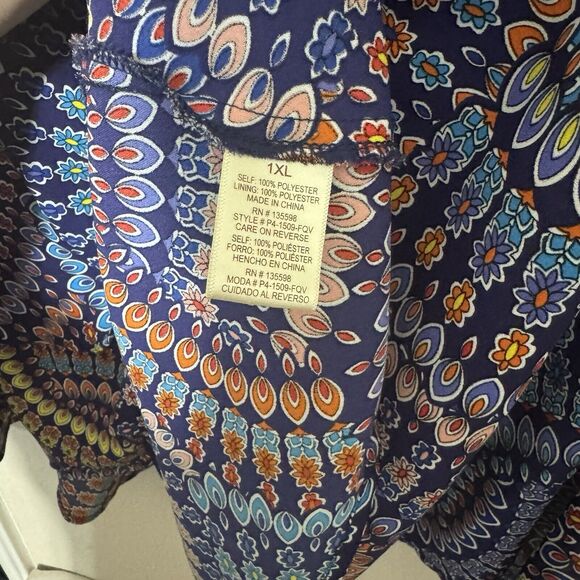 1XL
SELF: 100% POLYESTER
LINING: 100% POLYESTER
MADE IN CHINA
RN # 135598
STYLE # P4-1509-FQV
CARE ON REVERSE
SELF: 100% POLIÉSTER
FORRO: 100% POLIÉSTER
HENCHO EN CHINA
RN # 135598
MODA# P4-1509-FQV
CUIDADO AL REVERSO